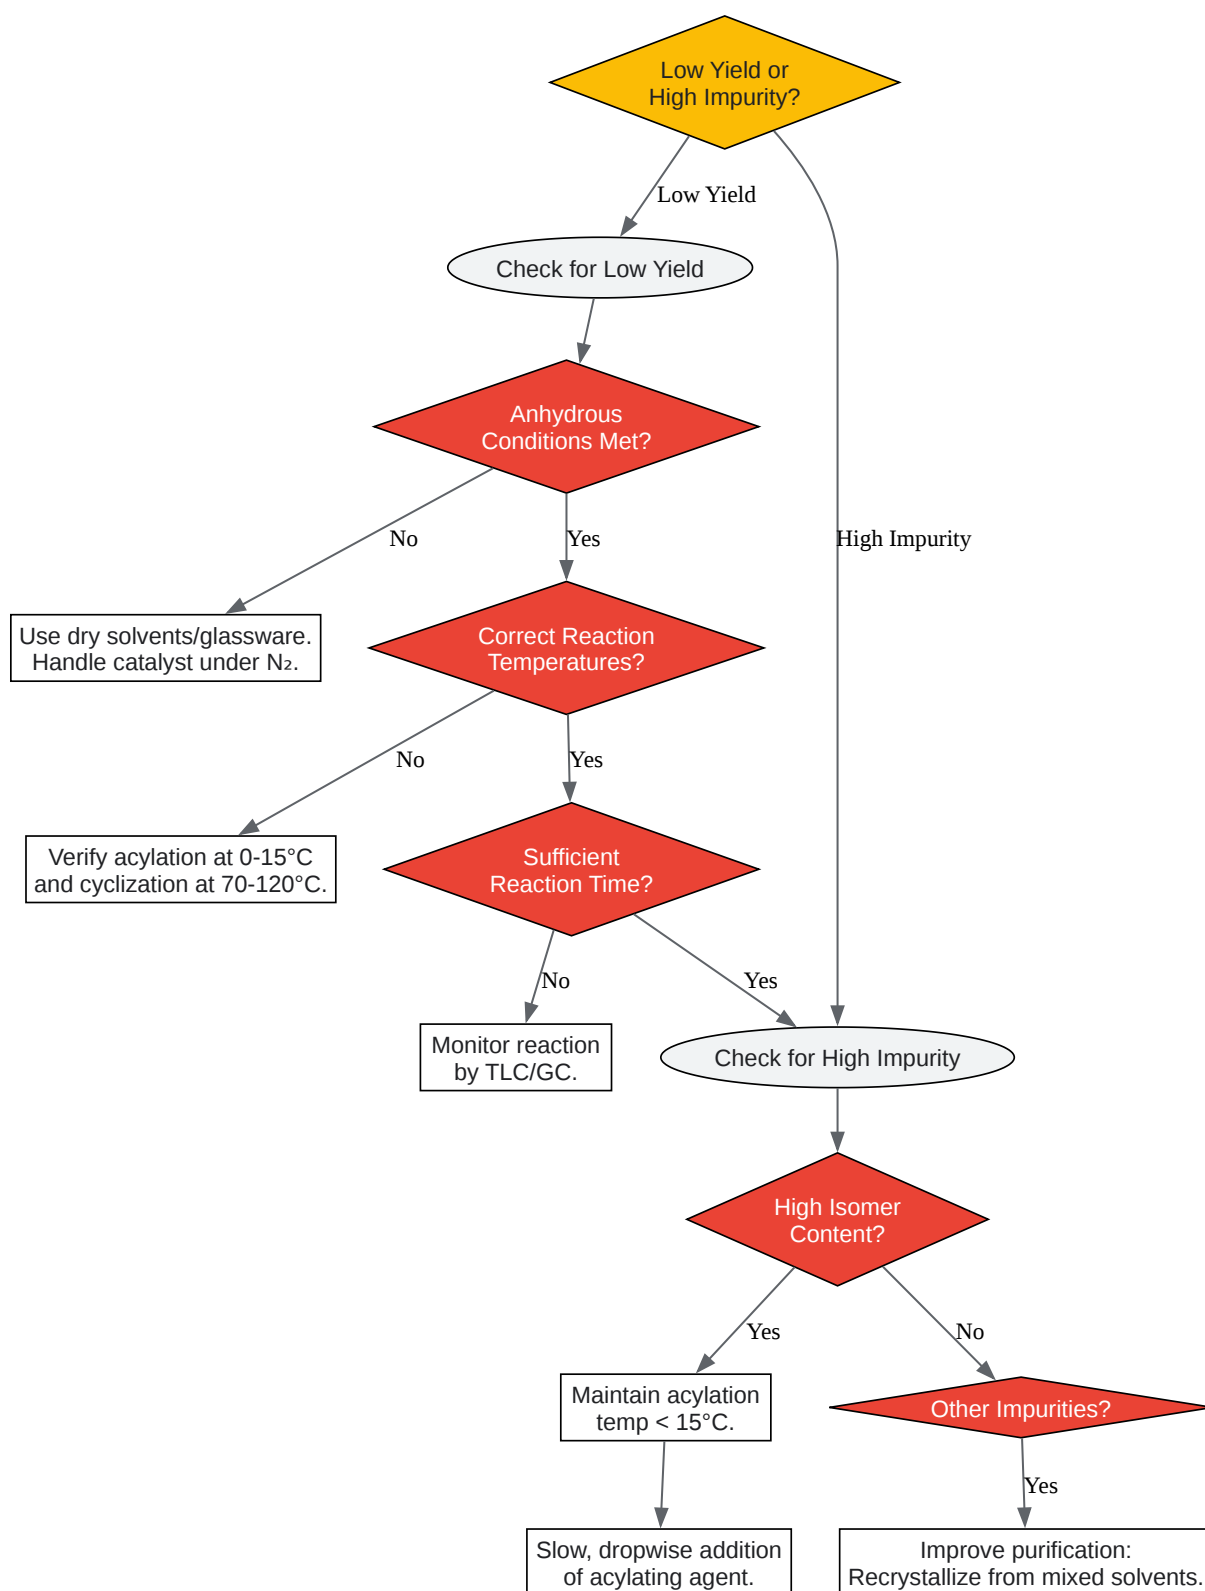 Low Yield or
High Impurity?
Low Yield
Check for Low Yield
Anhydrous
Conditions Met?
No
Yes
High Impurity
Use dry solvents/glassware.
Handle catalyst under N₂.
Correct Reaction
Temperatures?
No
Yes
Verify acylation at 0-15°C
and cyclization at 70-120°C.
Sufficient
Reaction Time?
No
Yes
Monitor reaction
by TLC/GC.
Check for High Impurity
High Isomer
Content?
Yes
No
Maintain acylation
temp < 15°C.
Other Impurities?
Yes
Slow, dropwise addition
of acylating agent.
Improve purification:
Recrystallize from mixed solvents.